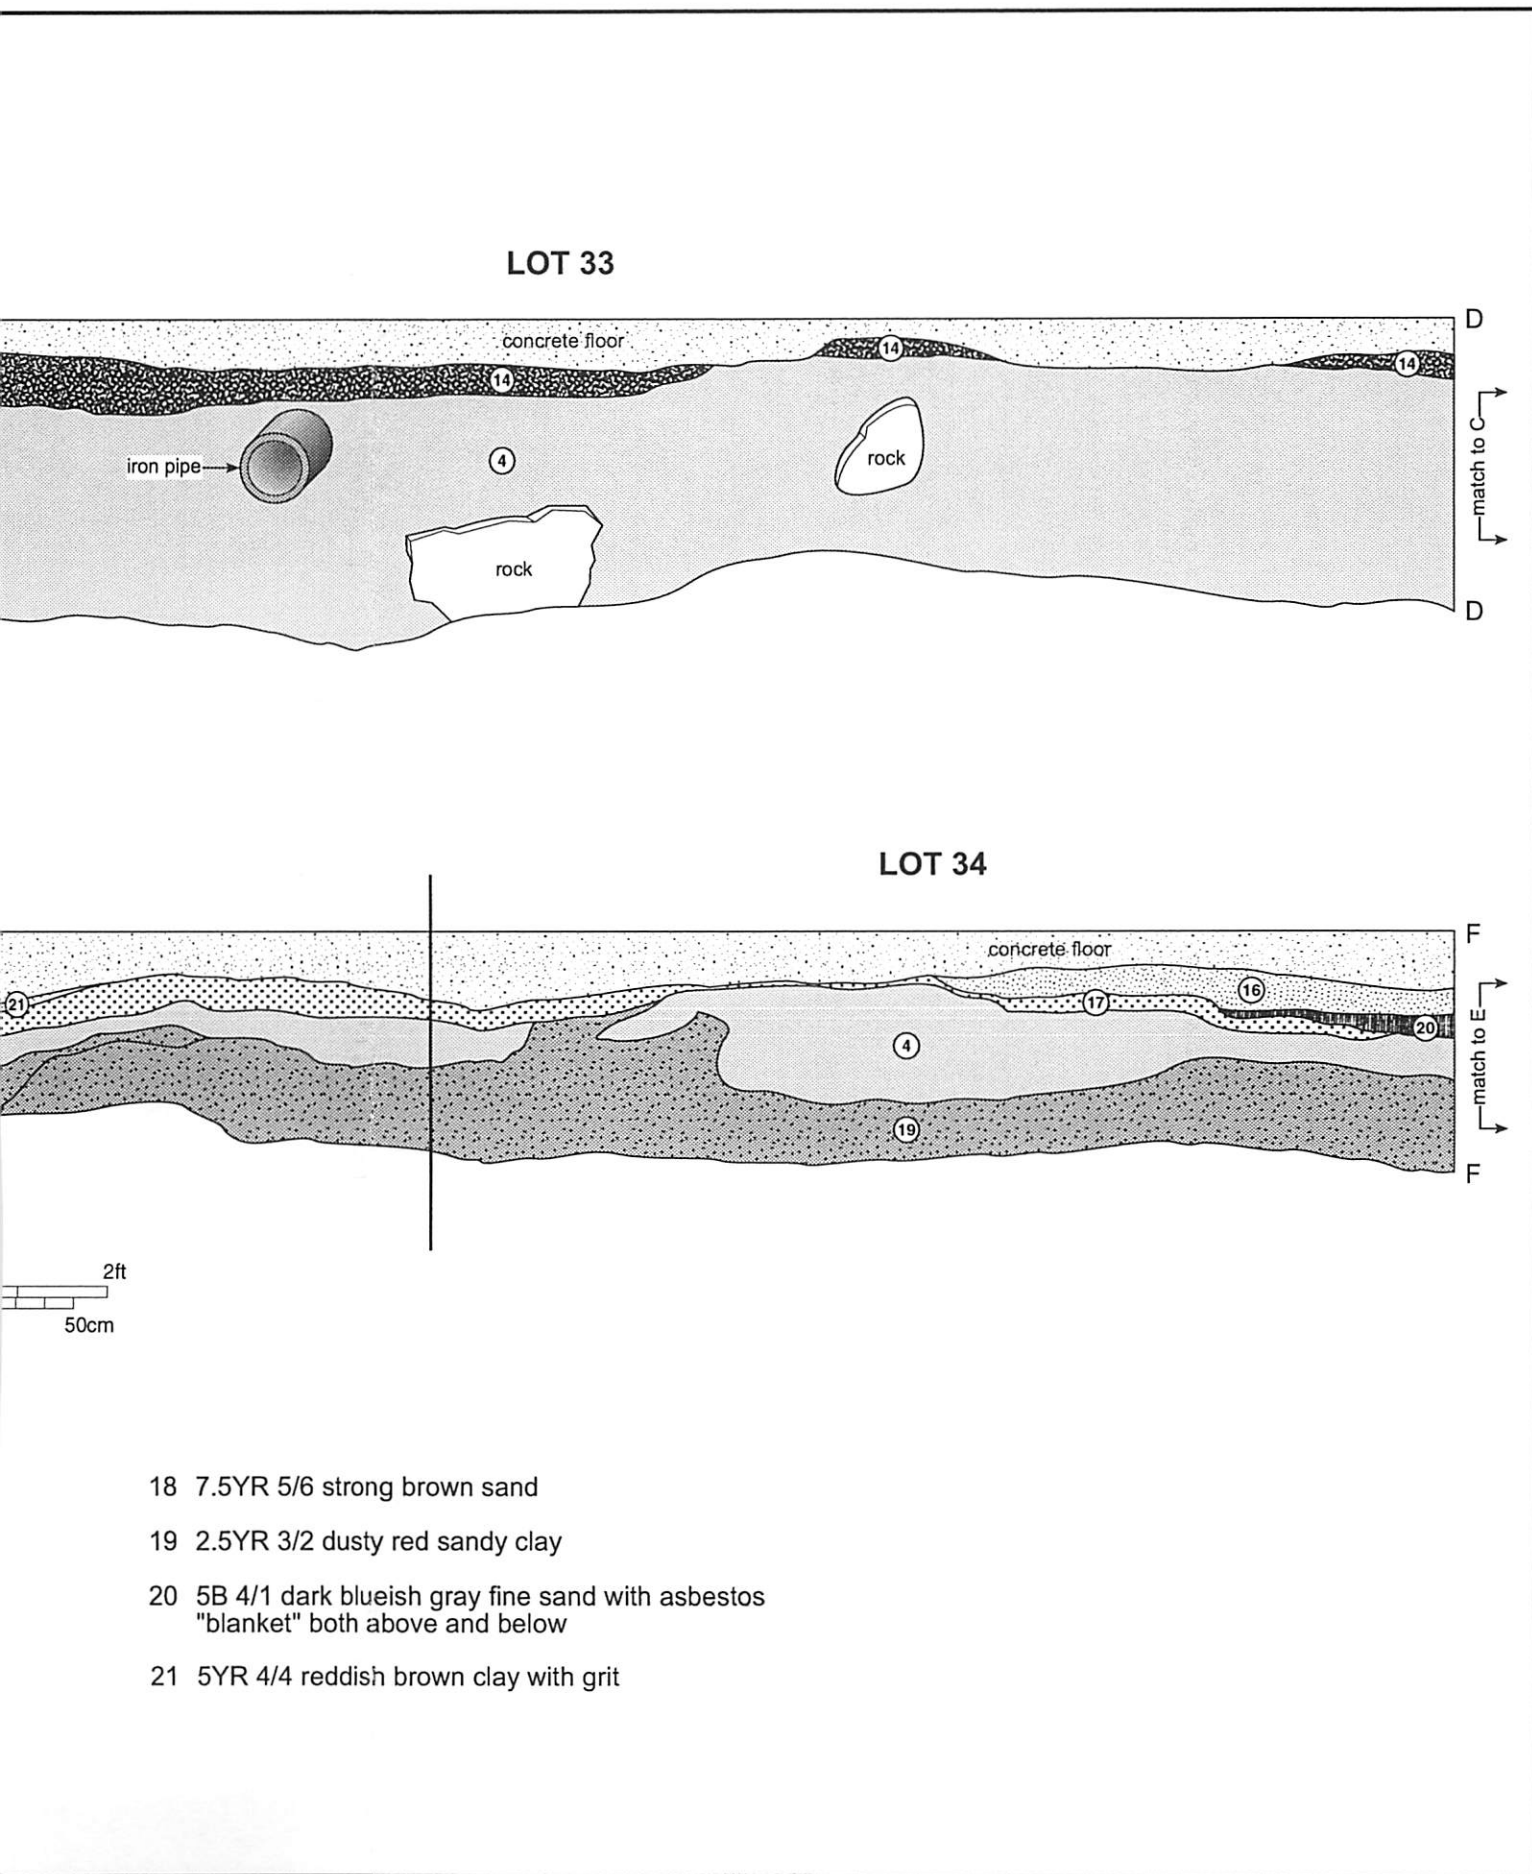 LOT 33
D
concrete floor
14
14
14
iron pipe
4
rock
match to C
rock
D
LOT 34
F
concrete floor
21
16
17
20
4
match to E
19
F
2ft
50cm
18 7.5YR 5/6 strong brown sand
19 2.5YR 3/2 dusty red sandy clay
20 5B 4/1 dark blueish gray fine sand with asbestos
"blanket" both above and below
21 5YR 4/4 reddish brown clay with grit